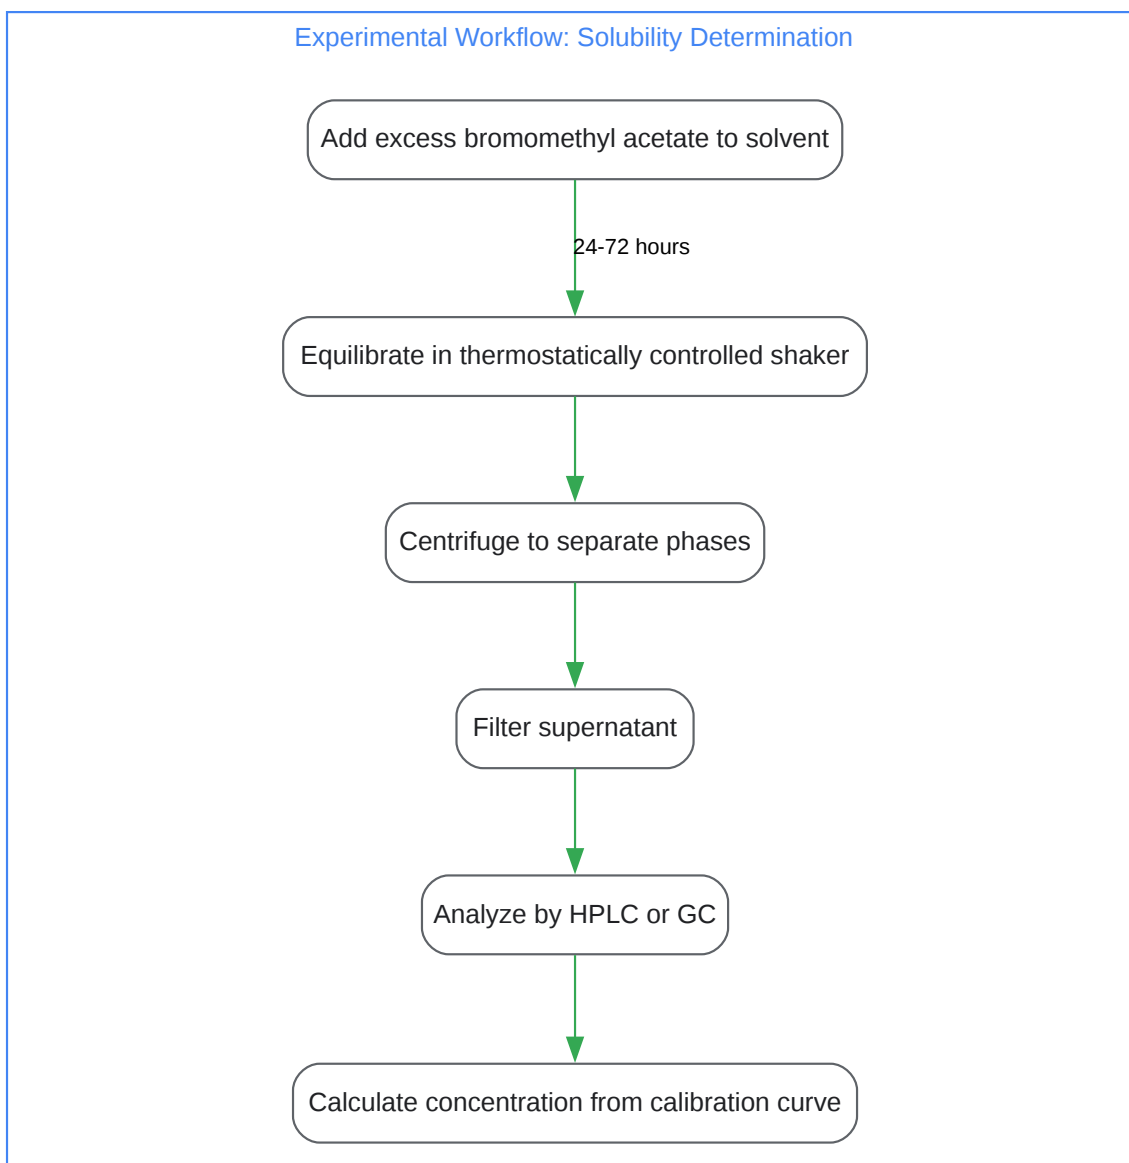 Experimental Workflow: Solubility Determination
Add excess bromomethyl acetate to solvent
24-72 hours
Equilibrate in thermostatically controlled shaker
Centrifuge to separate phases
Filter supernatant
Analyze by HPLC or GC
Calculate concentration from calibration curve